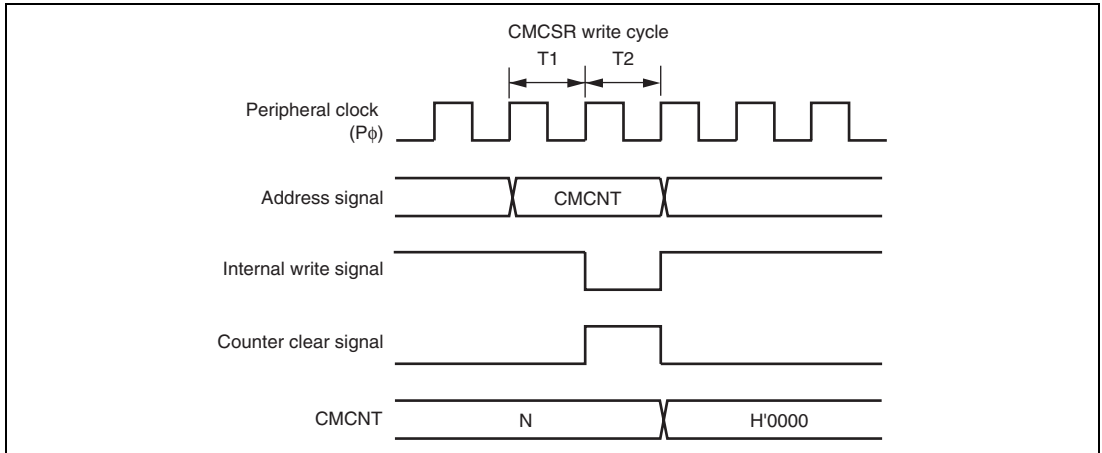 CMCSR write cycle
T1 T2
Peripheral clock
(Pϕ)
Address signal CMCNT
Internal write signal
Counter clear signal
CMCNT N H'0000